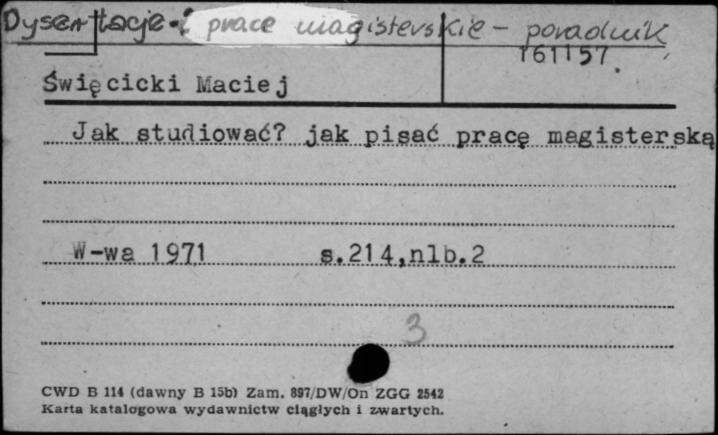 Dysertacje i prace magisterskie - poradnik
161157
Święcicki Maciej
Jak studiować? jak pisać pracę magisterską
W-wa 1971 s.214,nlb.2
3
CWD B 114 (dawny B 15b) Zam. 897/DW/On ZGG 2542
Karta katalogowa wydawnictw ciągłych i zwartych.